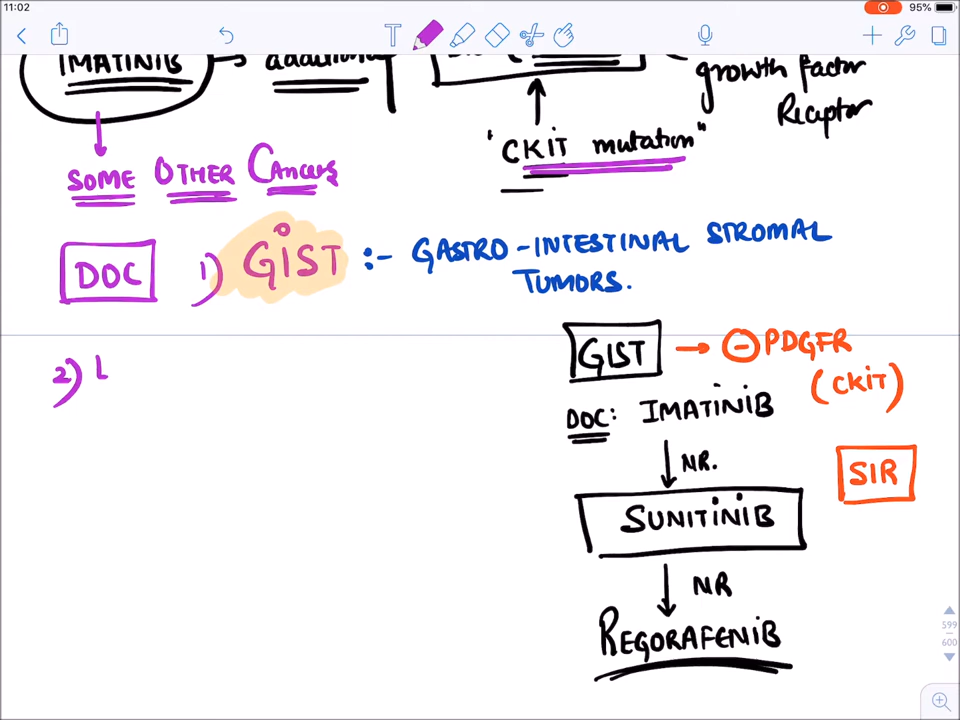 11:02
95%
T
IMATINIB → additional
growth factor
Receptor
"CKIT mutation"
SOME OTHER Cancers
DOC 1) GIST :- GASTRO-INTESTINAL STROMAL
TUMORS.
GIST → ⊖ PDGFR
(CKIT)
2) L
DOC: IMATINIB
NR.
SIR
SUNITINIB
NR
REGORAFENIB
599
600